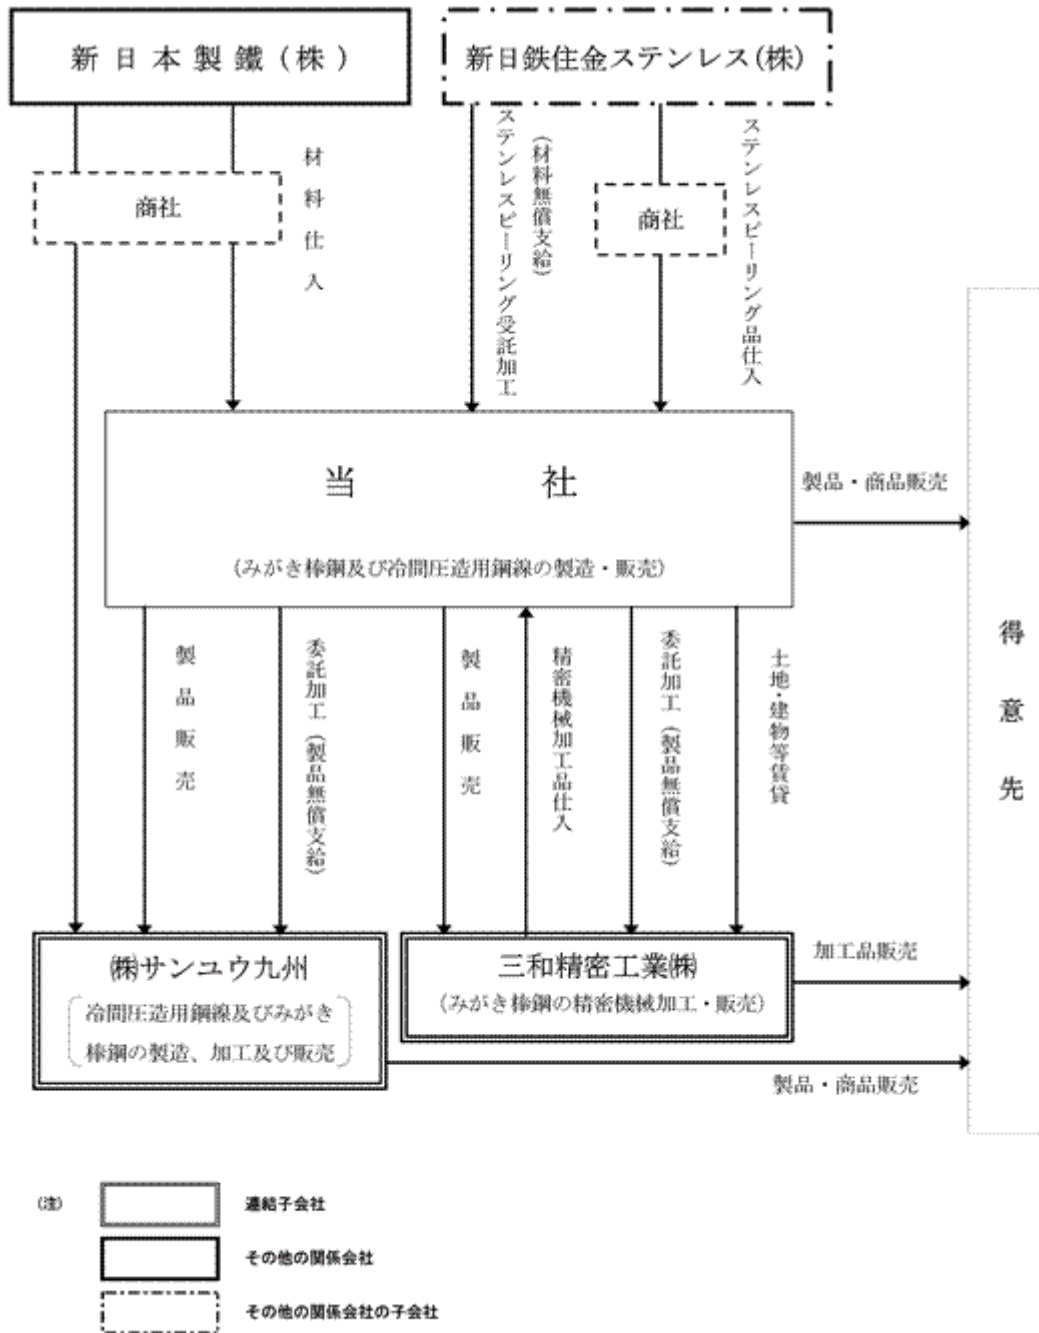 新日本製鐵(株)
新日鉄住金ステンレス(株)
商社
材料仕入
ステンレスピーリング受託加工
(材料無償支給)
商社
ステンレスピーリング品仕入
当社
(みがき棒鋼及び冷間圧造用鋼線の製造・販売)
製品・商品販売
得意先
製品販売
委託加工(製品無償支給)
製品販売
精密機械加工品仕入
委託加工(製品無償支給)
土地・建物等賃貸
㈱サンユウ九州
冷間圧造用鋼線及びみがき
棒鋼の製造、加工及び販売
三和精密工業㈱
(みがき棒鋼の精密機械加工・販売)
加工品販売
製品・商品販売
(注)
連結子会社
その他の関係会社
その他の関係会社の子会社